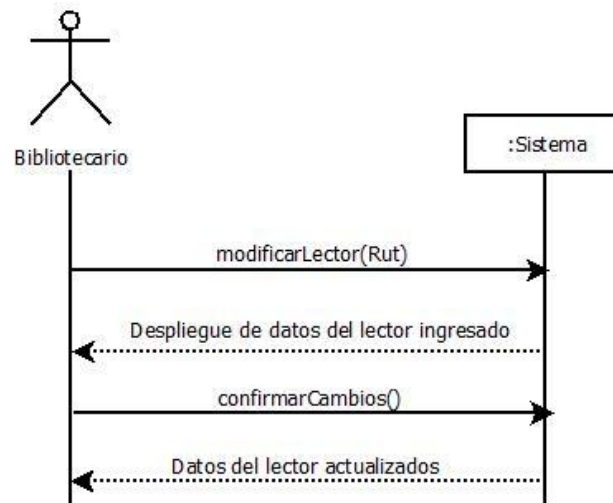 :Sistema
Bibliotecario
modificarLector(Rut)
Despliegue de datos del lector ingresado
confirmarCambios()
Datos del lector actualizados